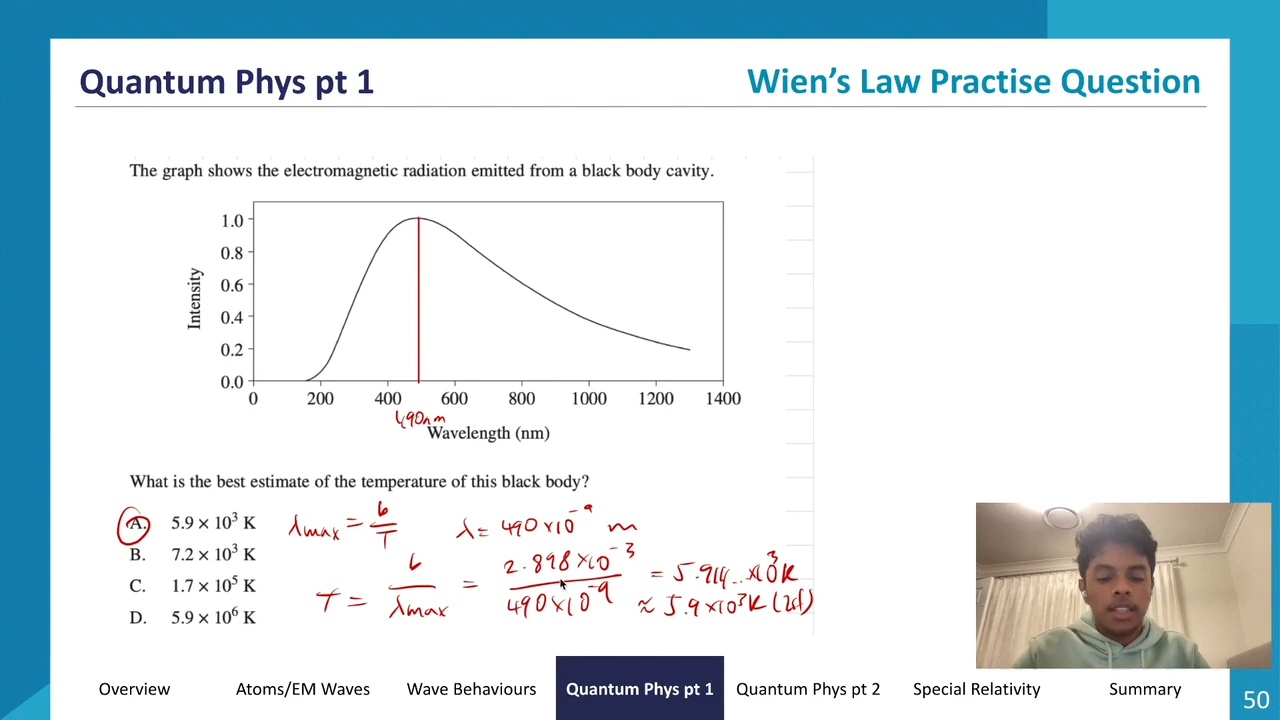 Quantum Phys pt 1
Wien's Law Practise Question
The graph shows the electromagnetic radiation emitted from a black body cavity.
1.0
0.8
0.6
0.4
0.2
0.0
Intensity
0 200 400 600 800 1000 1200 1400
490nm
Wavelength (nm)
What is the best estimate of the temperature of this black body?
A. 5.9 × 10³ K
B. 7.2 × 10³ K
C. 1.7 × 10⁵ K
D. 5.9 × 10⁶ K
λmax = b/T
λ = 490×10⁻⁹ m
T = b/λmax = 2.898×10⁻³/490×10⁻⁹ = 5.914..×10³K
≈ 5.9×10³K (2sf)
Overview Atoms/EM Waves Wave Behaviours Quantum Phys pt 1 Quantum Phys pt 2 Special Relativity Summary
50